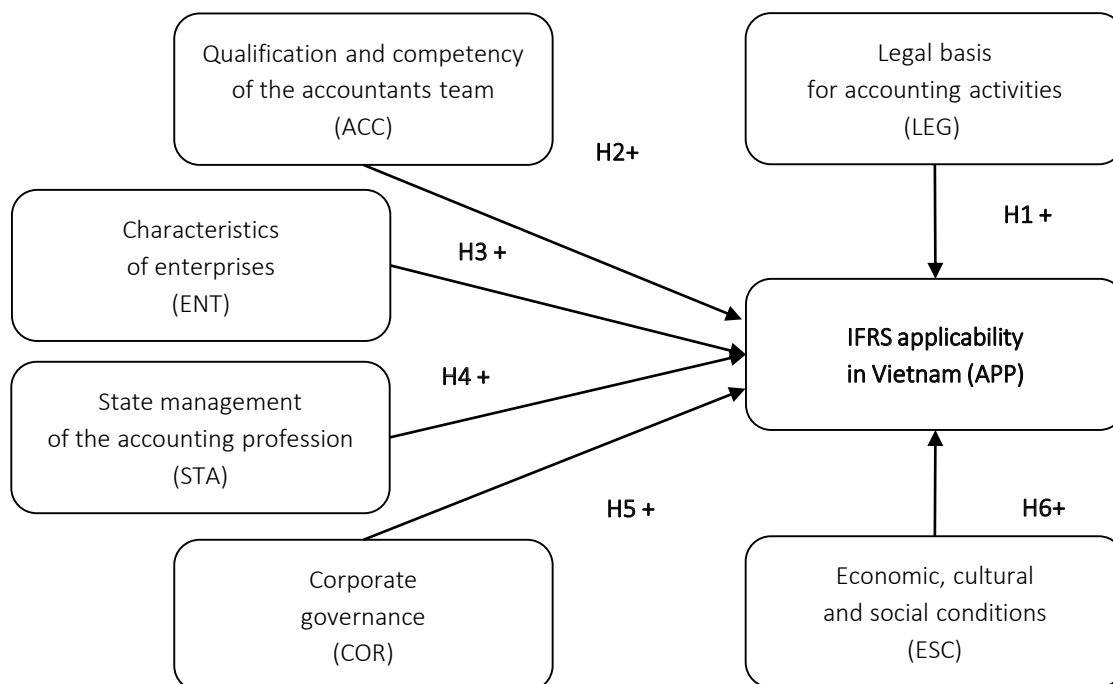 Qualification and competency
of the accountants team
(ACC)
Legal basis
for accounting activities
(LEG)
H2+
H1 +
Characteristics
of enterprises
(ENT)
H3 +
IFRS applicability
in Vietnam (APP)
State management
of the accounting profession
(STA)
H4 +
H5 +
H6+
Corporate
governance
(COR)
Economic, cultural
and social conditions
(ESC)